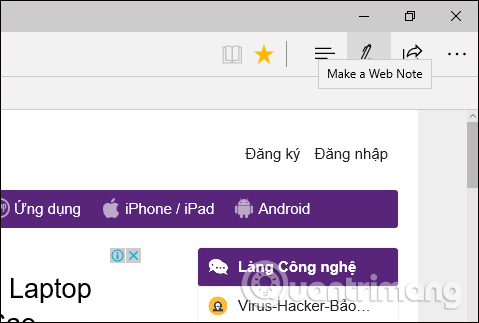 Make a Web Note
Đăng ký Đăng nhập
Ứng dụng iPhone / iPad Android
Làng Công nghệ
Laptop
Virus-Hacker-Bảo...
Quantrimang